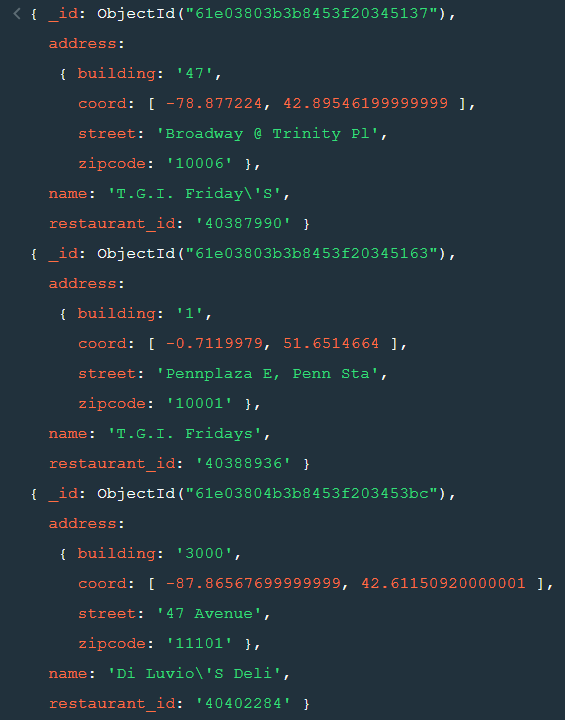 < { _id: ObjectId("61e03803b3b8453f20345137"),
address:
{ building: '47',
coord: [ -78.877224, 42.89546199999999 ],
street: 'Broadway @ Trinity Pl',
zipcode: '10006' },
name: 'T.G.I. Friday\'S',
restaurant_id: '40387990' }
{ _id: ObjectId("61e03803b3b8453f20345163"),
address:
{ building: '1',
coord: [ -0.7119979, 51.6514664 ],
street: 'Pennplaza E, Penn Sta',
zipcode: '10001' },
name: 'T.G.I. Fridays',
restaurant_id: '40388936' }
{ _id: ObjectId("61e03804b3b8453f203453bc"),
address:
{ building: '3000',
coord: [ -87.86567699999999, 42.61150920000001 ],
street: '47 Avenue',
zipcode: '11101' },
name: 'Di Luvio\'S Deli',
restaurant_id: '40402284' }